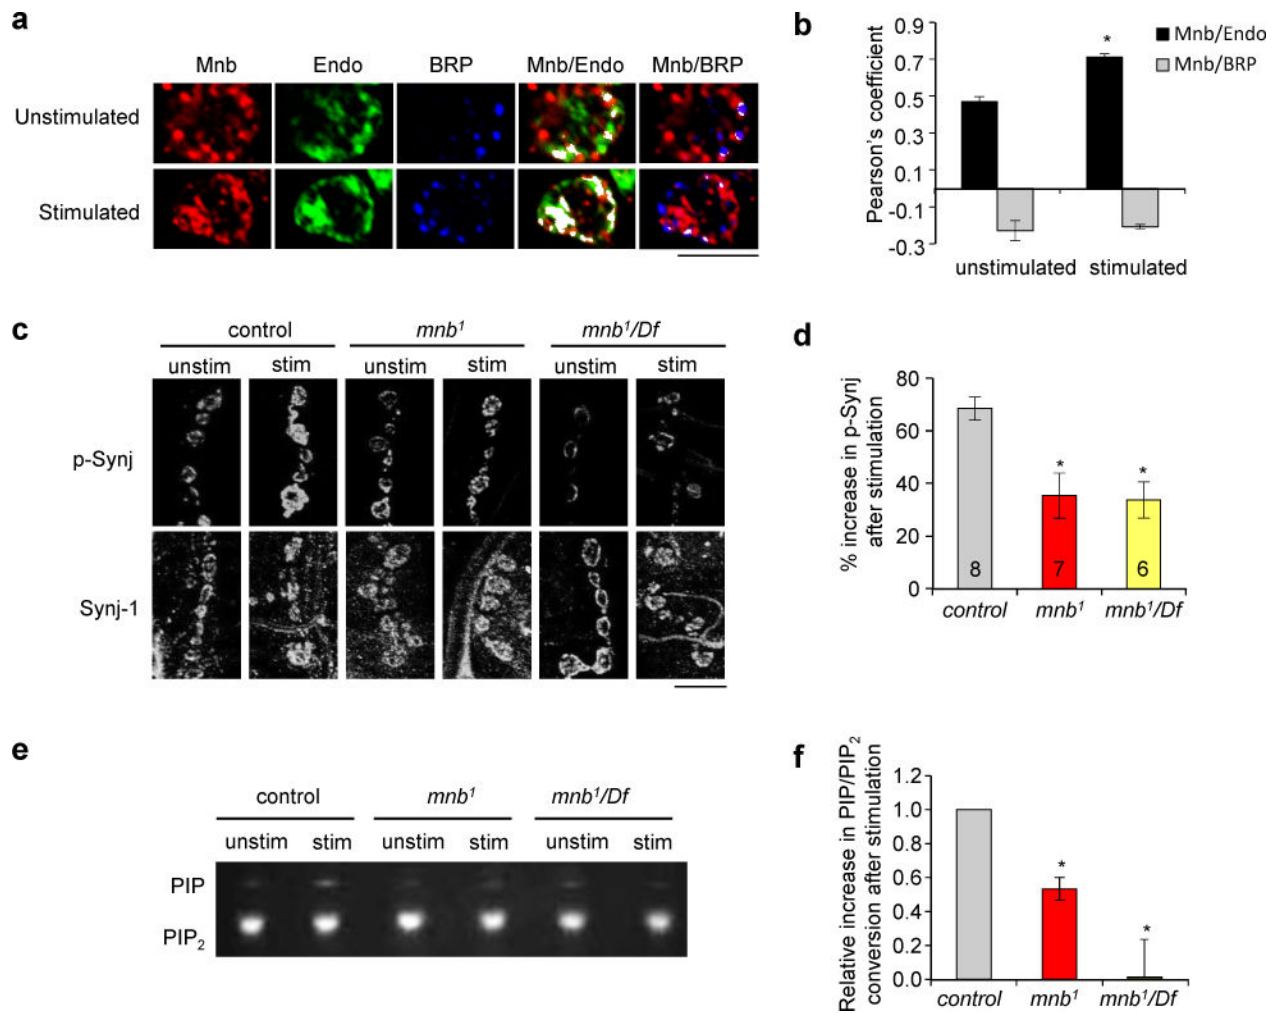 a
Mnb Endo BRP Mnb/Endo Mnb/BRP
Unstimulated
Stimulated
b
Pearson's coefficient
0.9
0.7
0.5
0.3
0.1
-0.1
-0.3
*
Mnb/Endo
Mnb/BRP
unstimulated stimulated
c
control mnb¹ mnb¹/Df
unstim stim unstim stim unstim stim
p-Synj
Synj-1
d
% increase in p-Synj
after stimulation
80
60
40
20
0
* *
8 7 6
control mnb¹ mnb¹/Df
e
control mnb¹ mnb¹/Df
unstim stim unstim stim unstim stim
PIP
PIP₂
f
Relative increase in PIP/PIP₂
conversion after stimulation
1.2
1.0
0.8
0.6
0.4
0.2
0.0
* *
control mnb¹ mnb¹/Df